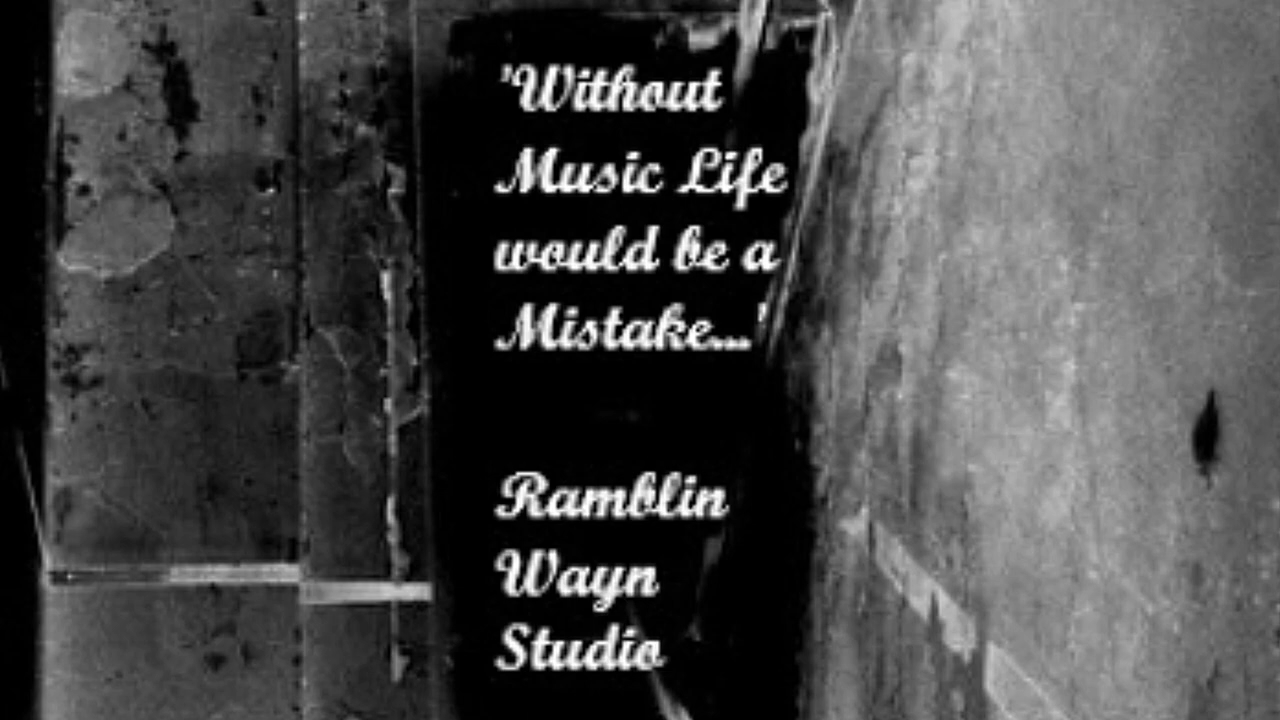 'Without
Music Life
would be a
Mistake...'
Ramblin
Wayn
Studio